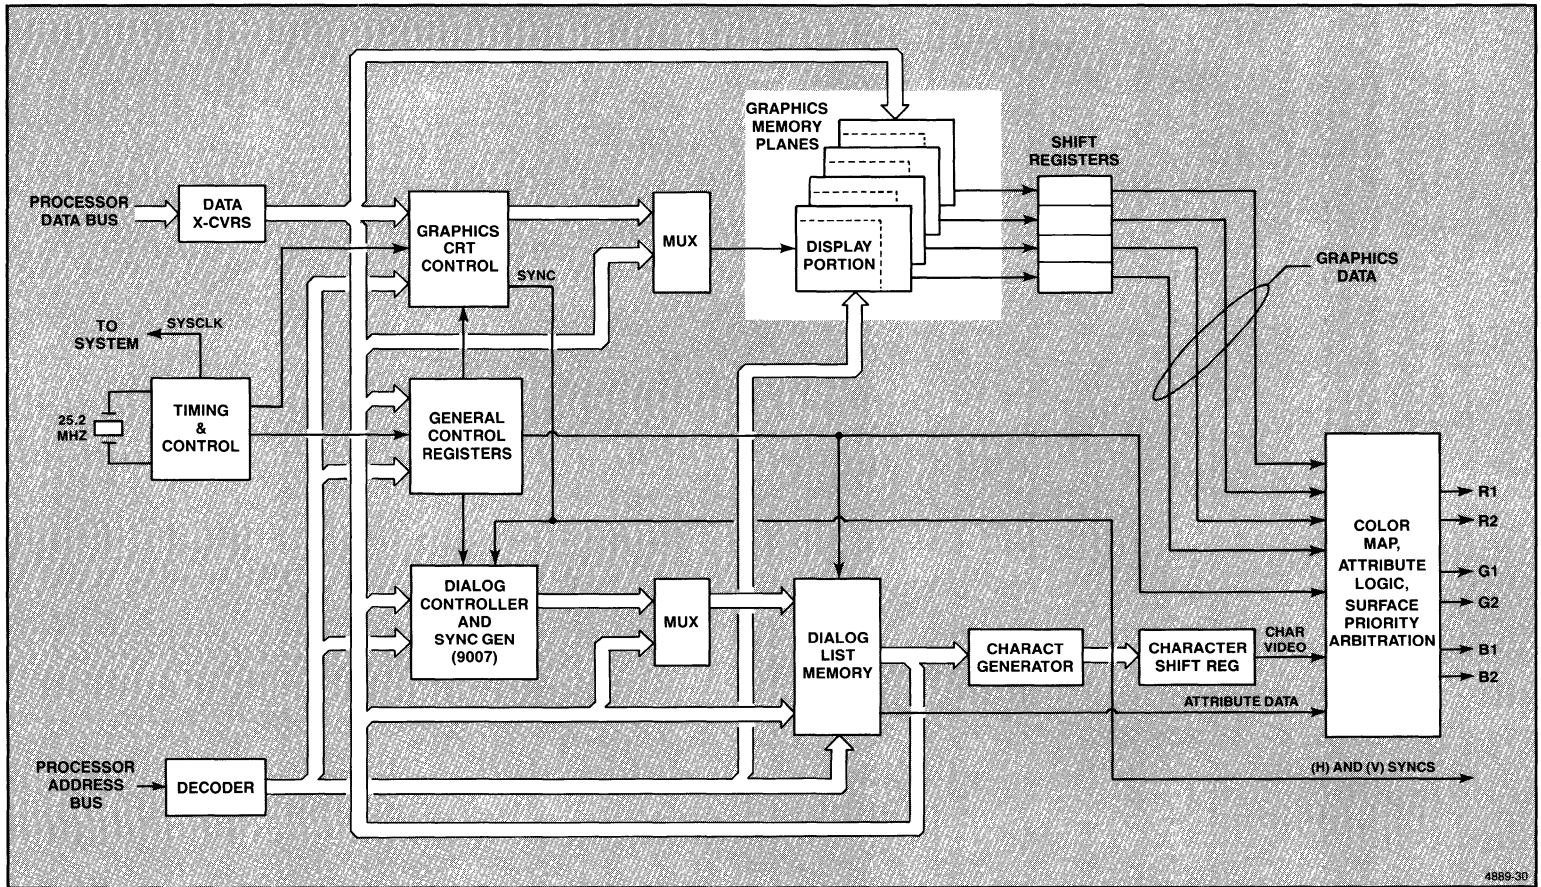 GRAPHICS
MEMORY
PLANES
SHIFT
REGISTERS
PROCESSOR
DATA BUS
DATA
X-CVRS
GRAPHICS
CRT
CONTROL
MUX
DISPLAY
PORTION
GRAPHICS
DATA
SYNC
TO
SYSTEM
SYSCLK
25.2
MHZ
TIMING
&
CONTROL
GENERAL
CONTROL
REGISTERS
COLOR
MAP,
ATTRIBUTE
LOGIC,
SURFACE
PRIORITY
ARBITRATION
R1
R2
G1
G2
B1
B2
DIALOG
CONTROLLER
AND
SYNC GEN
(9007)
MUX
DIALOG
LIST
MEMORY
CHARACT
GENERATOR
CHARACTER
SHIFT REG
CHAR
VIDEO
ATTRIBUTE DATA
PROCESSOR
ADDRESS
BUS
DECODER
(H) AND (V) SYNCS
4889-30